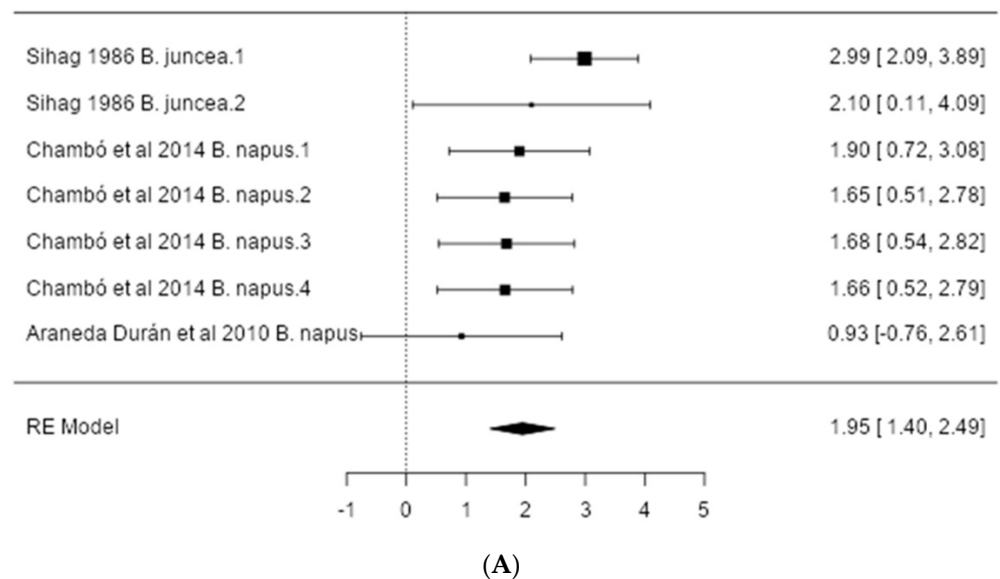 Sihag 1986 B. juncea.1 2.99 [ 2.09, 3.89]
Sihag 1986 B. juncea.2 2.10 [ 0.11, 4.09]
Chambó et al 2014 B. napus.1 1.90 [ 0.72, 3.08]
Chambó et al 2014 B. napus.2 1.65 [ 0.51, 2.78]
Chambó et al 2014 B. napus.3 1.68 [ 0.54, 2.82]
Chambó et al 2014 B. napus.4 1.66 [ 0.52, 2.79]
Araneda Durán et al 2010 B. napus 0.93 [-0.76, 2.61]
RE Model 1.95 [ 1.40, 2.49]
-1 0 1 2 3 4 5
(A)